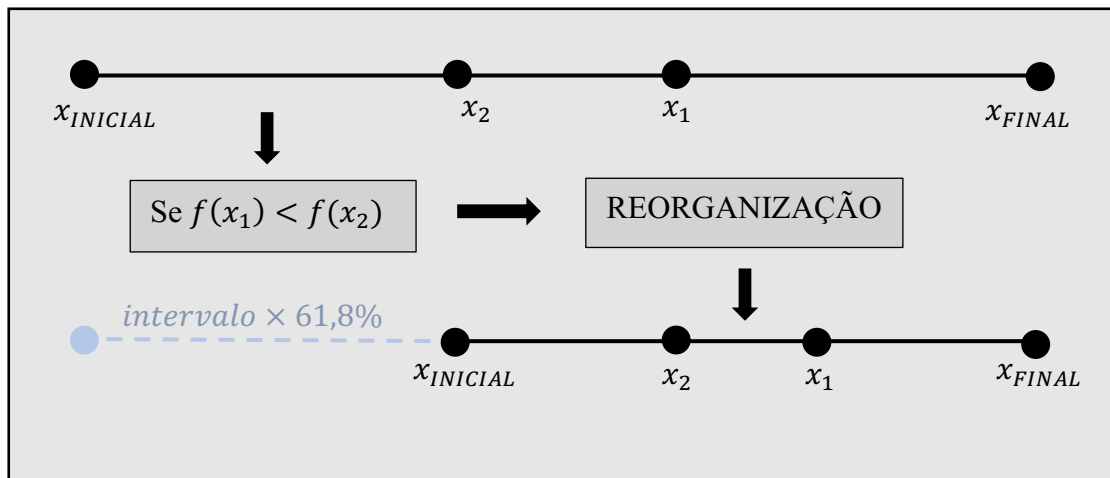 x_INICIAL
x_2
x_1
x_FINAL
Se f(x_1) < f(x_2)
REORGANIZAÇÃO
intervalo × 61,8%
x_INICIAL
x_2
x_1
x_FINAL